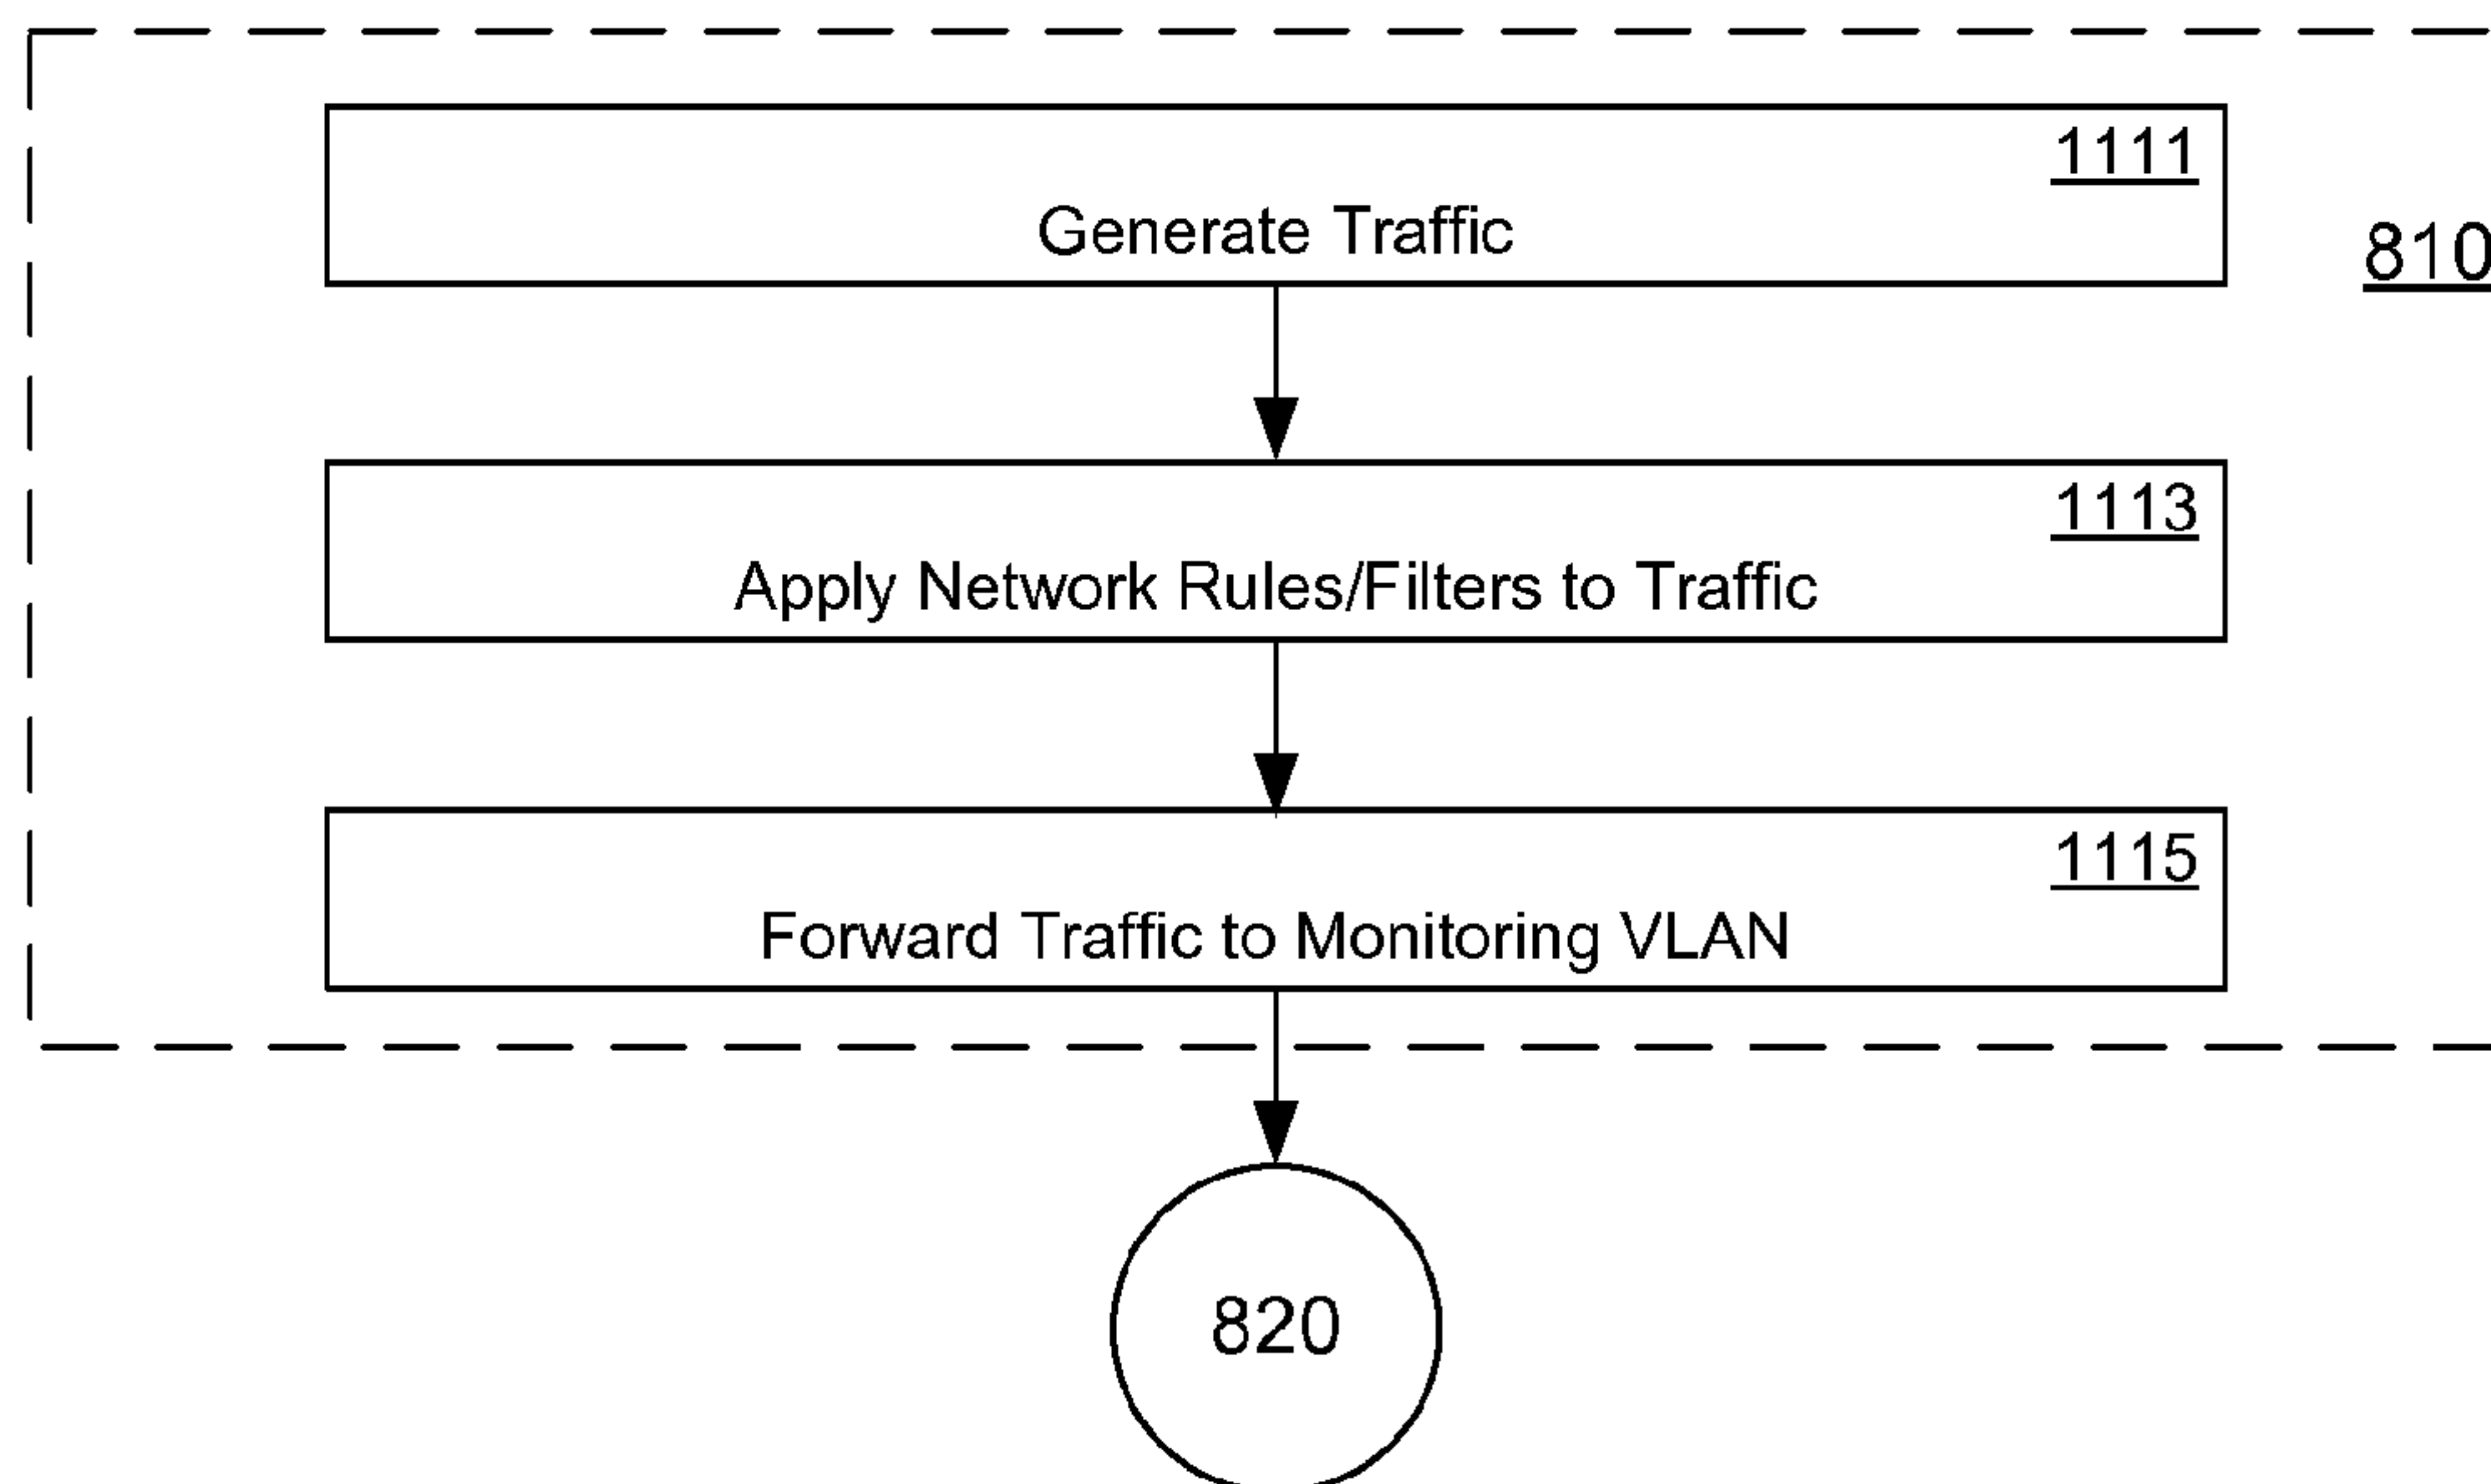 1111
Generate Traffic
810
1113
Apply Network Rules/Filters to Traffic
1115
Forward Traffic to Monitoring VLAN
820